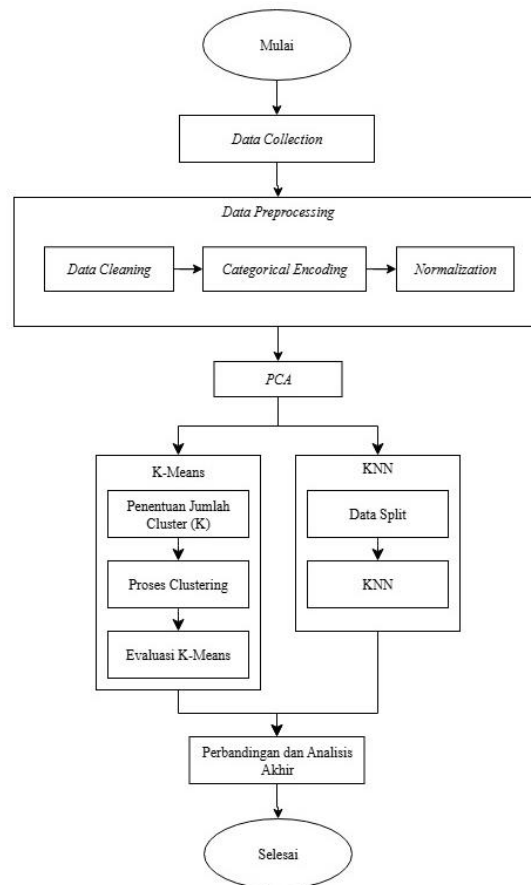 Mulai
Data Collection
Data Preprocessing
Data Cleaning
Categorical Encoding
Normalization
PCA
K-Means
Penentuan Jumlah
Cluster (K)
Proses Clustering
Evaluasi K-Means
KNN
Data Split
KNN
Perbandingan dan Analisis
Akhir
Selesai